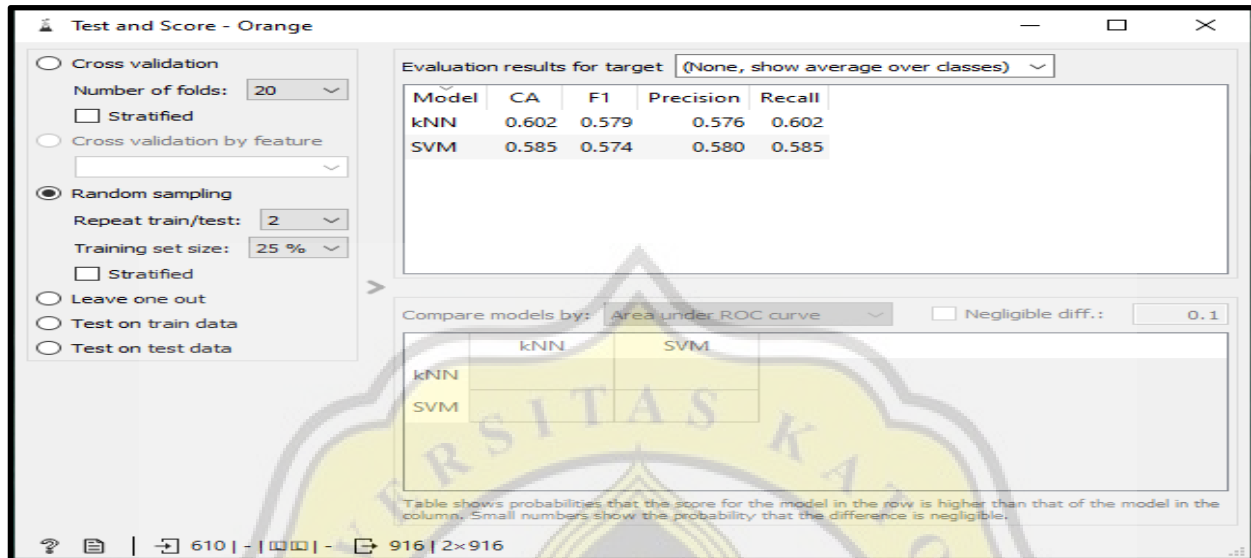 Test and Score - Orange
Cross validation
Number of folds: 20
Stratified
Cross validation by feature
Random sampling
Repeat train/test: 2
Training set size: 25 %
Stratified
Leave one out
Test on train data
Test on test data
>
Evaluation results for target (None, show average over classes)
Model CA F1 Precision Recall
kNN 0.602 0.579 0.576 0.602
SVM 0.585 0.574 0.580 0.585
Compare models by: Area under ROC curve Negligible diff.: 0.1
kNN SVM
kNN
SVM
Table shows probabilities that the score for the model in the row is higher than that of the model in the
column. Small numbers show the probability that the difference is negligible.
ERSITAS KATO
? 610 | - | - 916 | 2×916